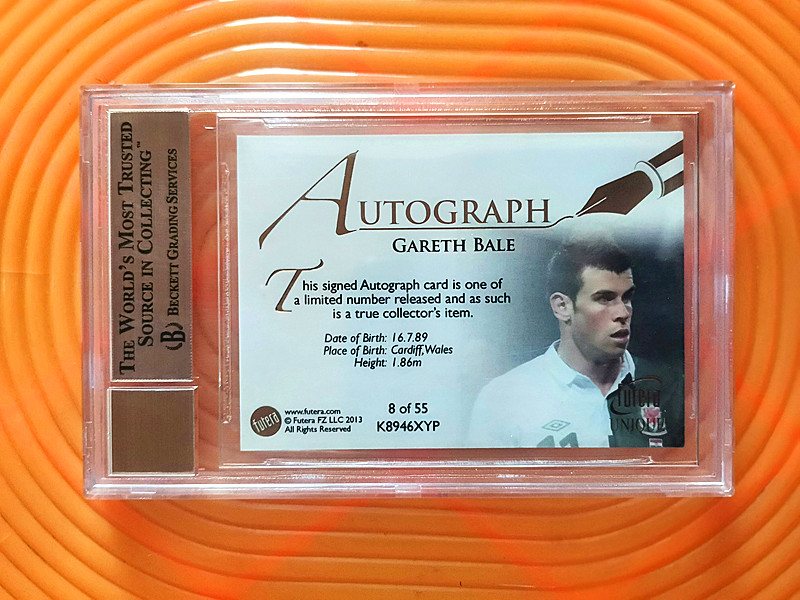 THE WORLD'S MOST TRUSTED
SOURCE IN COLLECTING™
BECKETT GRADING SERVICES
AUTOGRAPH
GARETH BALE
This signed Autograph card is one of
a limited number released and as such
is a true collector's item.
Date of Birth: 16.7.89
Place of Birth: Cardiff,Wales
Height: 1.86m
futera
www.futera.com
© Futera FZ LLC 2013
All Rights Reserved
8 of 55
K8946XYP
futera
UNIQUE